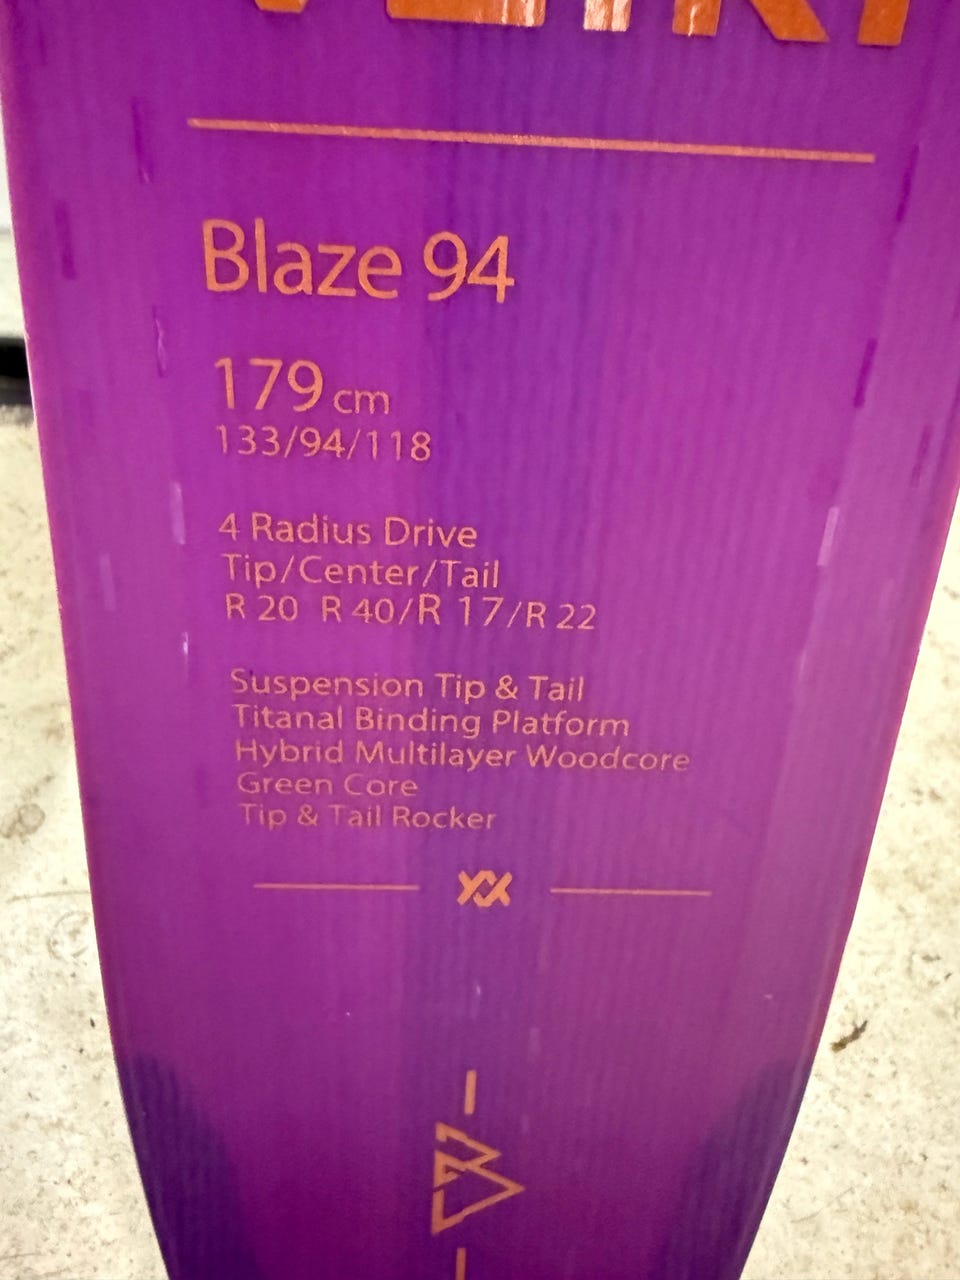 Blaze 94
179 cm
133/94/118
4 Radius Drive
Tip/Center/Tail
R 20 R 40/R 17/R 22
Suspension Tip & Tail
Titanal Binding Platform
Hybrid Multilayer Woodcore
Green Core
Tip & Tail Rocker